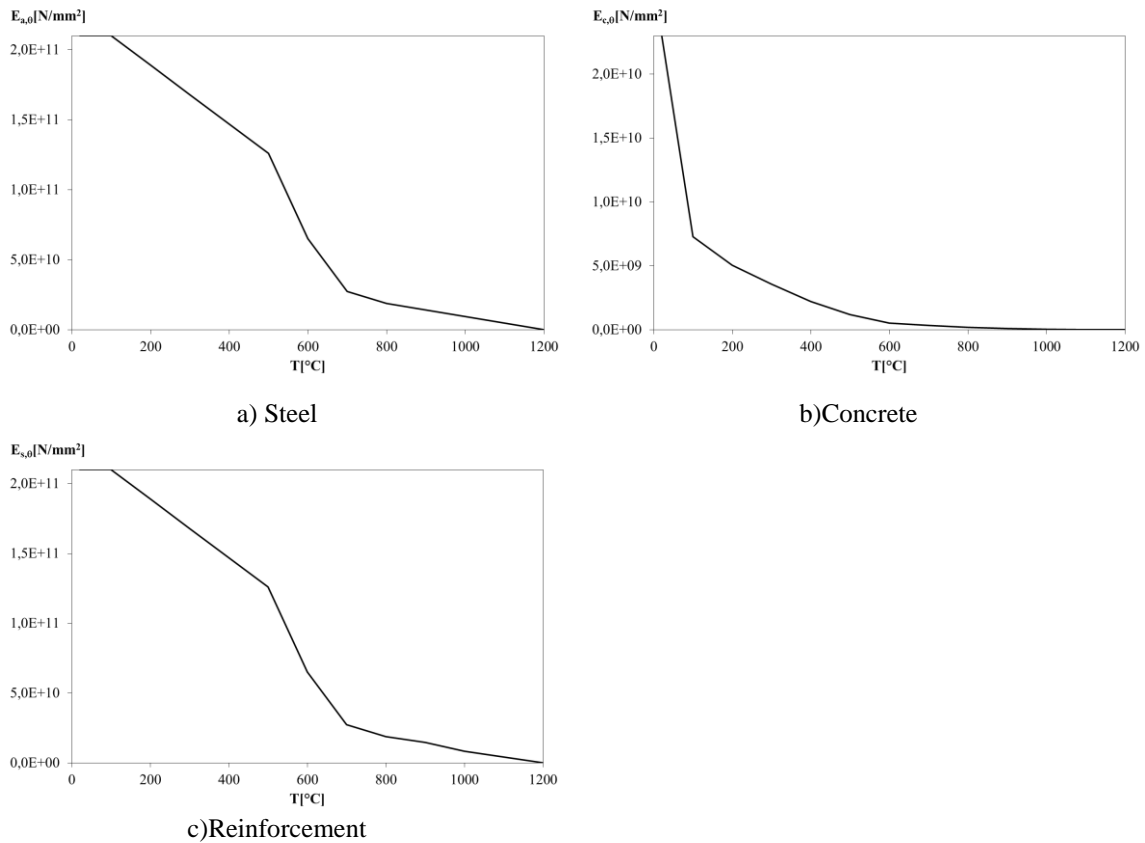 E_{a,θ}[N/mm²]
2,0E+11
1,5E+11
1,0E+11
5,0E+10
0,0E+00
0 200 400 600 800 1000 1200
T[°C]
a) Steel
E_{c,θ}[N/mm²]
2,0E+10
1,5E+10
1,0E+10
5,0E+09
0,0E+00
0 200 400 600 800 1000 1200
T[°C]
b)Concrete
E_{s,θ}[N/mm²]
2,0E+11
1,5E+11
1,0E+11
5,0E+10
0,0E+00
0 200 400 600 800 1000 1200
T[°C]
c)Reinforcement